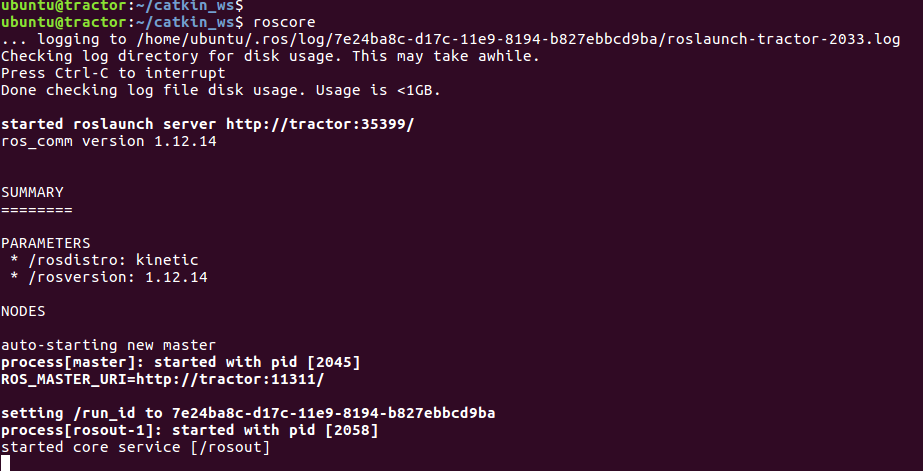 ubuntu@tractor:~/catkin_ws$
ubuntu@tractor:~/catkin_ws$ roscore
... logging to /home/ubuntu/.ros/log/7e24ba8c-d17c-11e9-8194-b827ebbcd9ba/roslaunch-tractor-2033.log
Checking log directory for disk usage. This may take awhile.
Press Ctrl-C to interrupt
Done checking log file disk usage. Usage is <1GB.
started roslaunch server http://tractor:35399/
ros_comm version 1.12.14
SUMMARY
========
PARAMETERS
 * /rosdistro: kinetic
 * /rosversion: 1.12.14
NODES
auto-starting new master
process[master]: started with pid [2045]
ROS_MASTER_URI=http://tractor:11311/
setting /run_id to 7e24ba8c-d17c-11e9-8194-b827ebbcd9ba
process[rosout-1]: started with pid [2058]
started core service [/rosout]